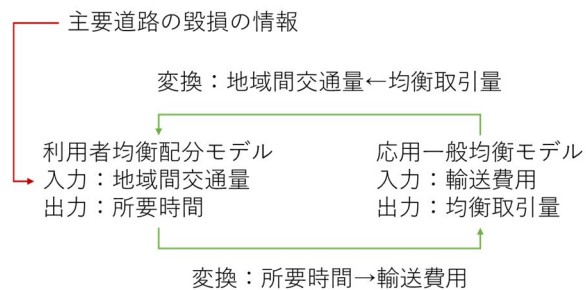 主要道路の毀損の情報
変換：地域間交通量←均衡取引量
利用者均衡配分モデル
入力：地域間交通量
出力：所要時間
応用一般均衡モデル
入力：輸送費用
出力：均衡取引量
変換：所要時間→輸送費用